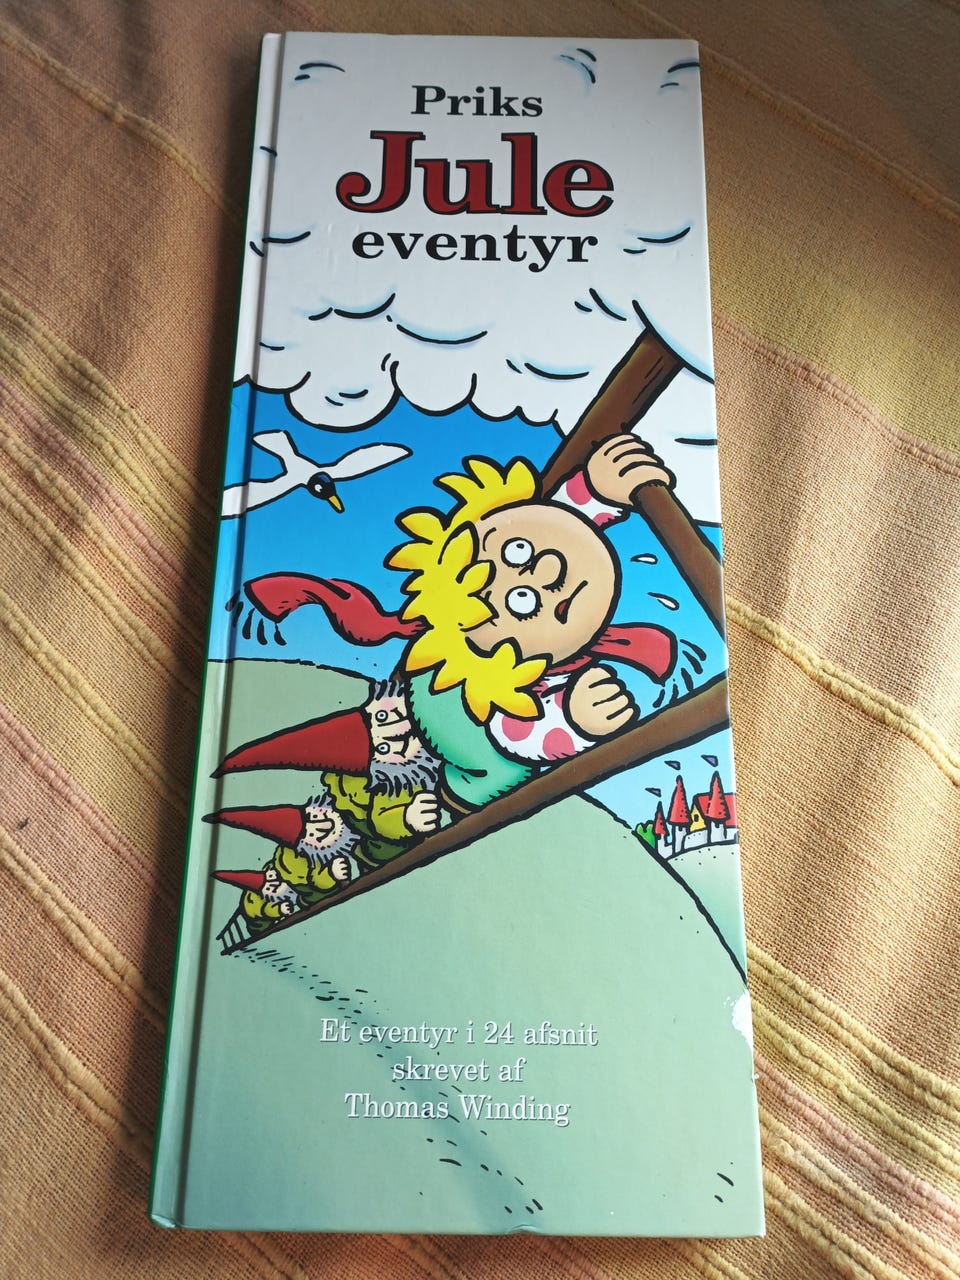 Priks
Jule
eventyr
Et eventyr i 24 afsnit
skrevet af
Thomas Winding